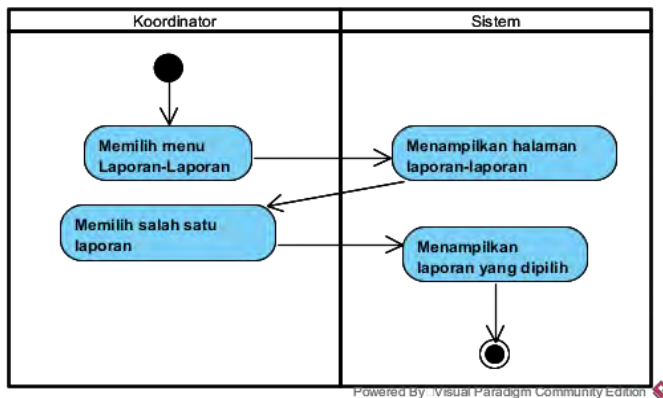 Koordinator
Sistem
Memilih menu
Laporan-Laporan
Menampilkan halaman
laporan-laporan
Memilih salah satu
laporan
Menampilkan
laporan yang dipilih
Powered By Visual Paradigm Community Edition